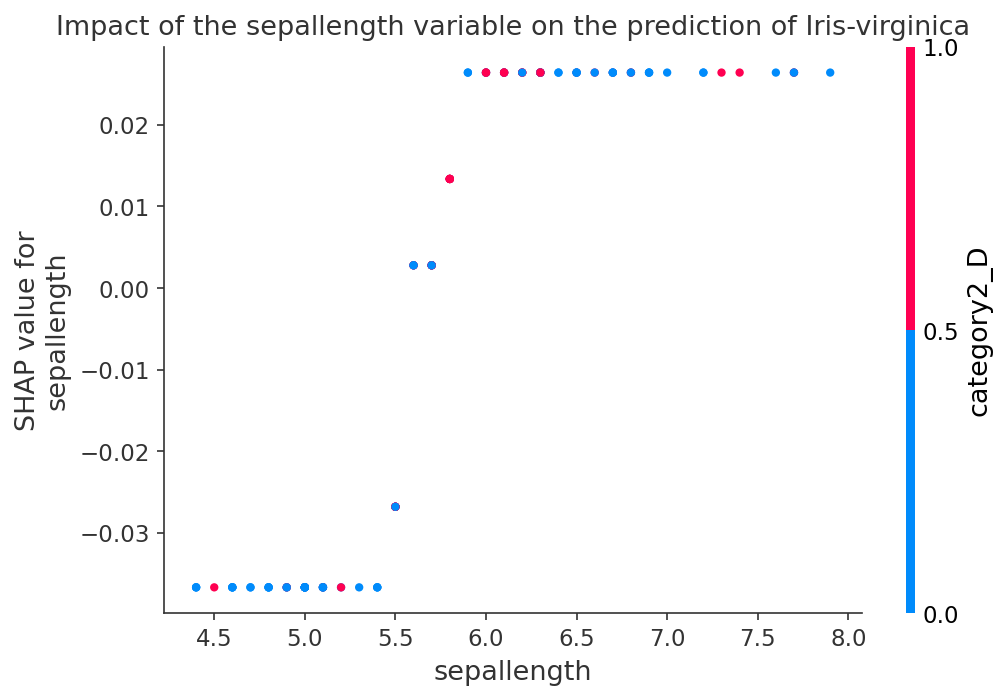 Impact of the sepallength variable on the prediction of Iris-virginica
SHAP value for
sepallength
0.02
0.01
0.00
−0.01
−0.02
−0.03
4.5 5.0 5.5 6.0 6.5 7.0 7.5 8.0
sepallength
1.0
0.5
0.0
category2_D